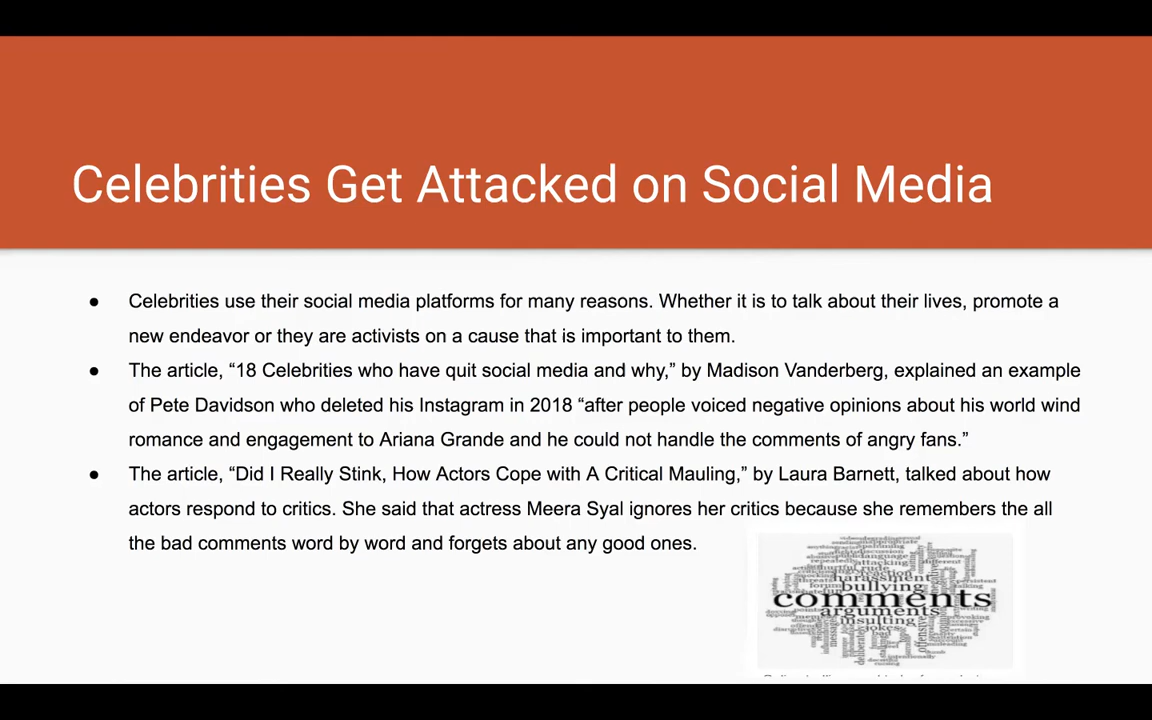 Celebrities Get Attacked on Social Media
● Celebrities use their social media platforms for many reasons. Whether it is to talk about their lives, promote a
new endeavor or they are activists on a cause that is important to them.
● The article, “18 Celebrities who have quit social media and why,” by Madison Vanderberg, explained an example
of Pete Davidson who deleted his Instagram in 2018 “after people voiced negative opinions about his world wind
romance and engagement to Ariana Grande and he could not handle the comments of angry fans.”
● The article, “Did I Really Stink, How Actors Cope with A Critical Mauling,” by Laura Barnett, talked about how
actors respond to critics. She said that actress Meera Syal ignores her critics because she remembers the all
the bad comments word by word and forgets about any good ones.
attacking
rude
reaction
harassment
bullying
comments
arguments
insulting
jokes
bad
offensive